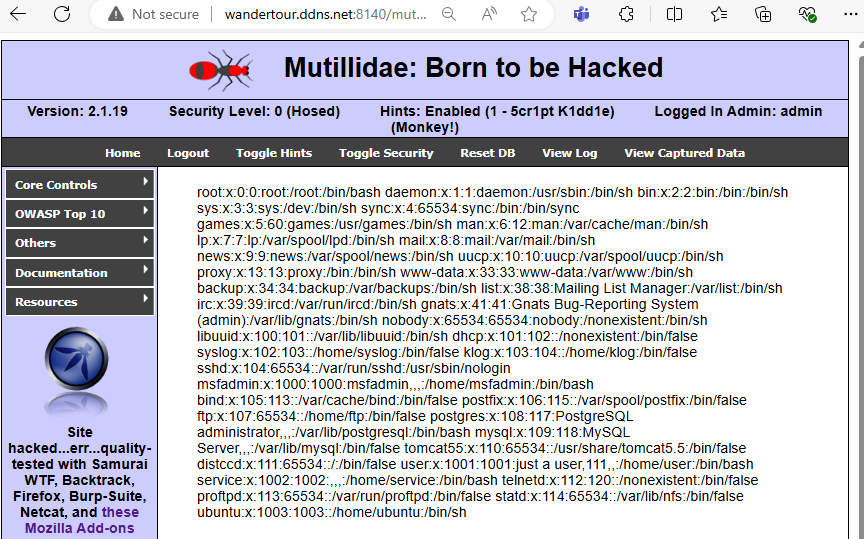 Not secure wandertour.ddns.net:8140/mut...
Mutillidae: Born to be Hacked
Version: 2.1.19 Security Level: 0 (Hosed) Hints: Enabled (1 - 5cr1pt K1dd1e) Logged In Admin: admin
(Monkey!)
Home Logout Toggle Hints Toggle Security Reset DB View Log View Captured Data
Core Controls
OWASP Top 10
Others
Documentation
Resources
Site
hacked...err...quality-
tested with Samurai
WTF, Backtrack,
Firefox, Burp-Suite,
Netcat, and these
Mozilla Add-ons
root:x:0:0:root:/root:/bin/bash daemon:x:1:1:daemon:/usr/sbin:/bin/sh bin:x:2:2:bin:/bin:/bin/sh
sys:x:3:3:sys:/dev:/bin/sh sync:x:4:65534:sync:/bin:/bin/sync
games:x:5:60:games:/usr/games:/bin/sh man:x:6:12:man:/var/cache/man:/bin/sh
lp:x:7:7:lp:/var/spool/lpd:/bin/sh mail:x:8:8:mail:/var/mail:/bin/sh
news:x:9:9:news:/var/spool/news:/bin/sh uucp:x:10:10:uucp:/var/spool/uucp:/bin/sh
proxy:x:13:13:proxy:/bin:/bin/sh www-data:x:33:33:www-data:/var/www:/bin/sh
backup:x:34:34:backup:/var/backups:/bin/sh list:x:38:38:Mailing List Manager:/var/list:/bin/sh
irc:x:39:39:ircd:/var/run/ircd:/bin/sh gnats:x:41:41:Gnats Bug-Reporting System
(admin):/var/lib/gnats:/bin/sh nobody:x:65534:65534:nobody:/nonexistent:/bin/sh
libuuid:x:100:101::/var/lib/libuuid:/bin/sh dhcp:x:101:102::/nonexistent:/bin/false
syslog:x:102:103::/home/syslog:/bin/false klog:x:103:104::/home/klog:/bin/false
sshd:x:104:65534::/var/run/sshd:/usr/sbin/nologin
msfadmin:x:1000:1000:msfadmin,,,:/home/msfadmin:/bin/bash
bind:x:105:113::/var/cache/bind:/bin/false postfix:x:106:115::/var/spool/postfix:/bin/false
ftp:x:107:65534::/home/ftp:/bin/false postgres:x:108:117:PostgreSQL
administrator,,,:/var/lib/postgresql:/bin/bash mysql:x:109:118:MySQL
Server,,,:/var/lib/mysql:/bin/false tomcat55:x:110:65534::/usr/share/tomcat5.5:/bin/false
distccd:x:111:65534::/:/bin/false user:x:1001:1001:just a user,111,,:/home/user:/bin/bash
service:x:1002:1002:,,,:/home/service:/bin/bash telnetd:x:112:120::/nonexistent:/bin/false
proftpd:x:113:65534::/var/run/proftpd:/bin/false statd:x:114:65534::/var/lib/nfs:/bin/false
ubuntu:x:1003:1003::/home/ubuntu:/bin/sh